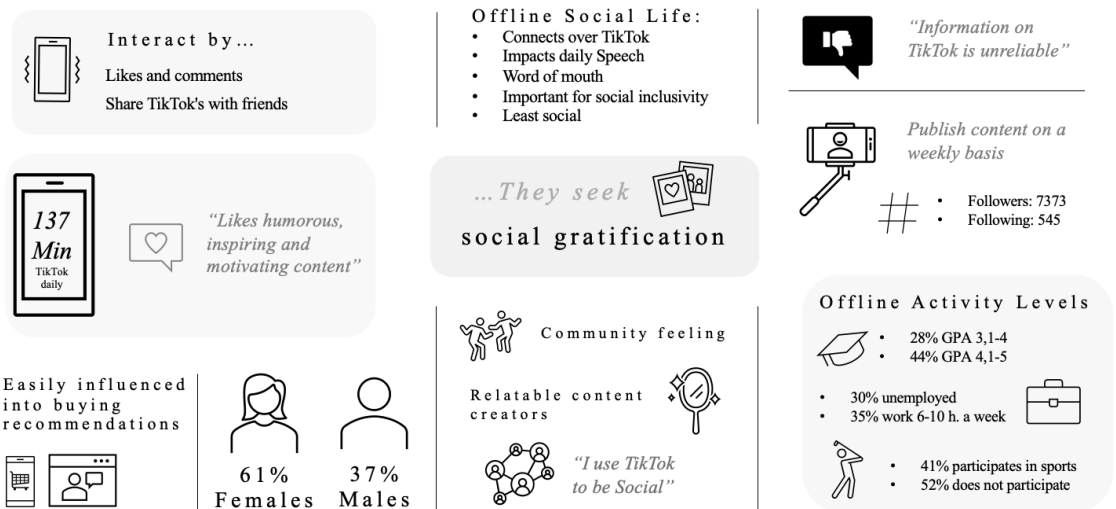 Interact by…
Likes and comments
Share TikTok's with friends
137
Min
TikTok
daily
“Likes humorous,
inspiring and
motivating content”
Easily influenced
into buying
recommendations
61%
Females
37%
Males
Offline Social Life:
• Connects over TikTok
• Impacts daily Speech
• Word of mouth
• Important for social inclusivity
• Least social
…They seek
social gratification
Community feeling
Relatable content
creators
“I use TikTok
to be Social”
“Information on
TikTok is unreliable”
Publish content on a
weekly basis
• Followers: 7373
• Following: 545
Offline Activity Levels
• 28% GPA 3,1-4
• 44% GPA 4,1-5
• 30% unemployed
• 35% work 6-10 h. a week
• 41% participates in sports
• 52% does not participate